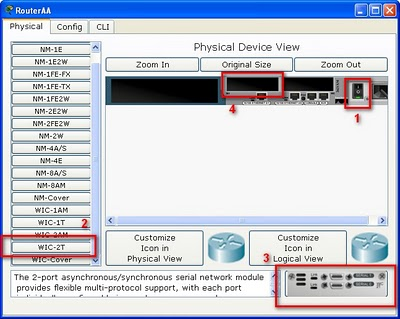 RouterAA
Physical
Config
CLI
Physical Device View
Zoom In
Original Size
Zoom Out
NM-1E
NM-1E2W
NM-1FE-FX
NM-1FE-TX
NM-1FE2W
NM-2E2W
NM-2FE2W
NM-2W
NM-4A/S
NM-4E
NM-8A/S
NM-8AM
NM-Cover
WIC-1AM
WIC-1T
WIC-2AM
WIC-2T
WIC-Cover
4
1
2
3
Customize
Icon in
Physical View
Customize
Icon in
Logical View
The 2-port asynchronous/synchronous serial network module
provides flexible multi-protocol support, with each port